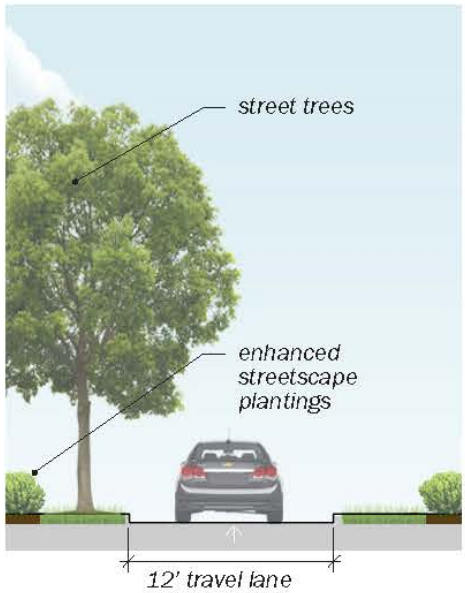 street trees
enhanced
streetscape
plantings
12' travel lane